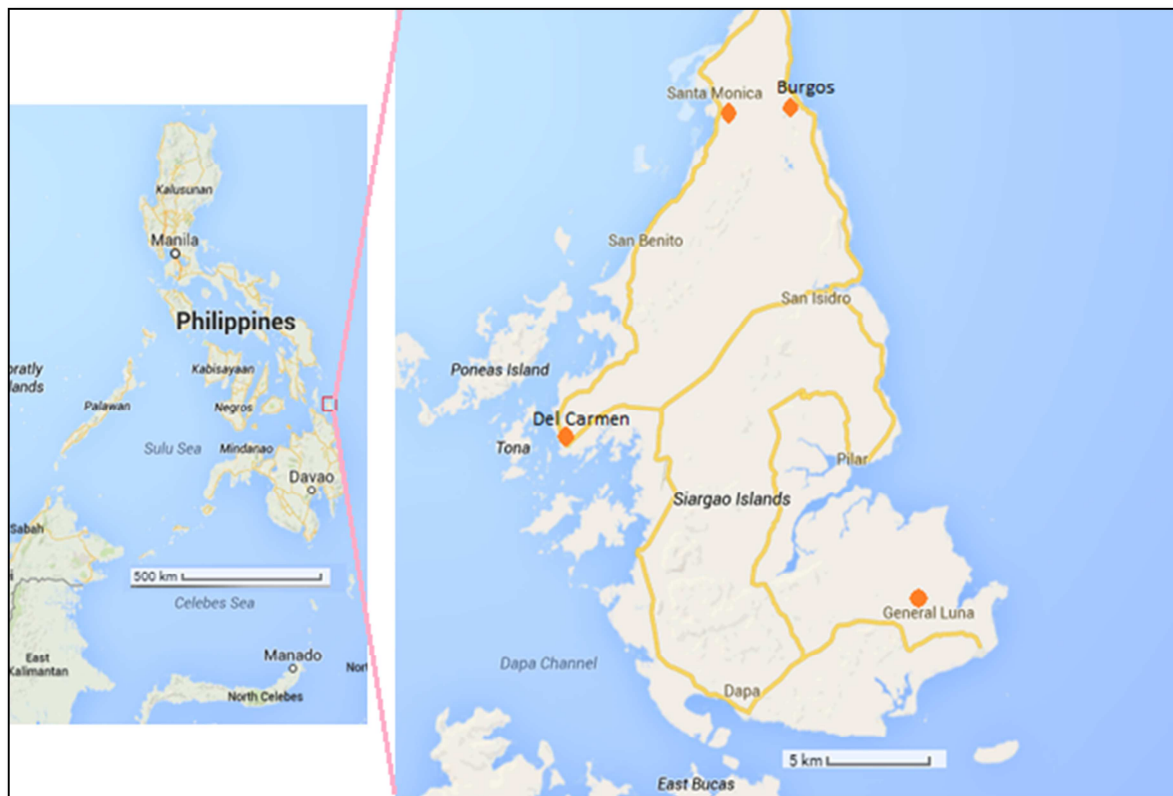 Kalusunan
Manila
Philippines
oratly
lands
Kabisayaan
Palawan
Negros
Sulu Sea
Mindanao
Davao
Sabah
i
500 km
Celebes Sea
East
Kalimantan
Manado
Nort
North Celebes
Santa Monica
Burgos
San Benito
San Isidro
Poneas Island
Del Carmen
Tona
Pilar
Siargao Islands
General Luna
Dapa Channel
Dapa
5 km
East Bucas